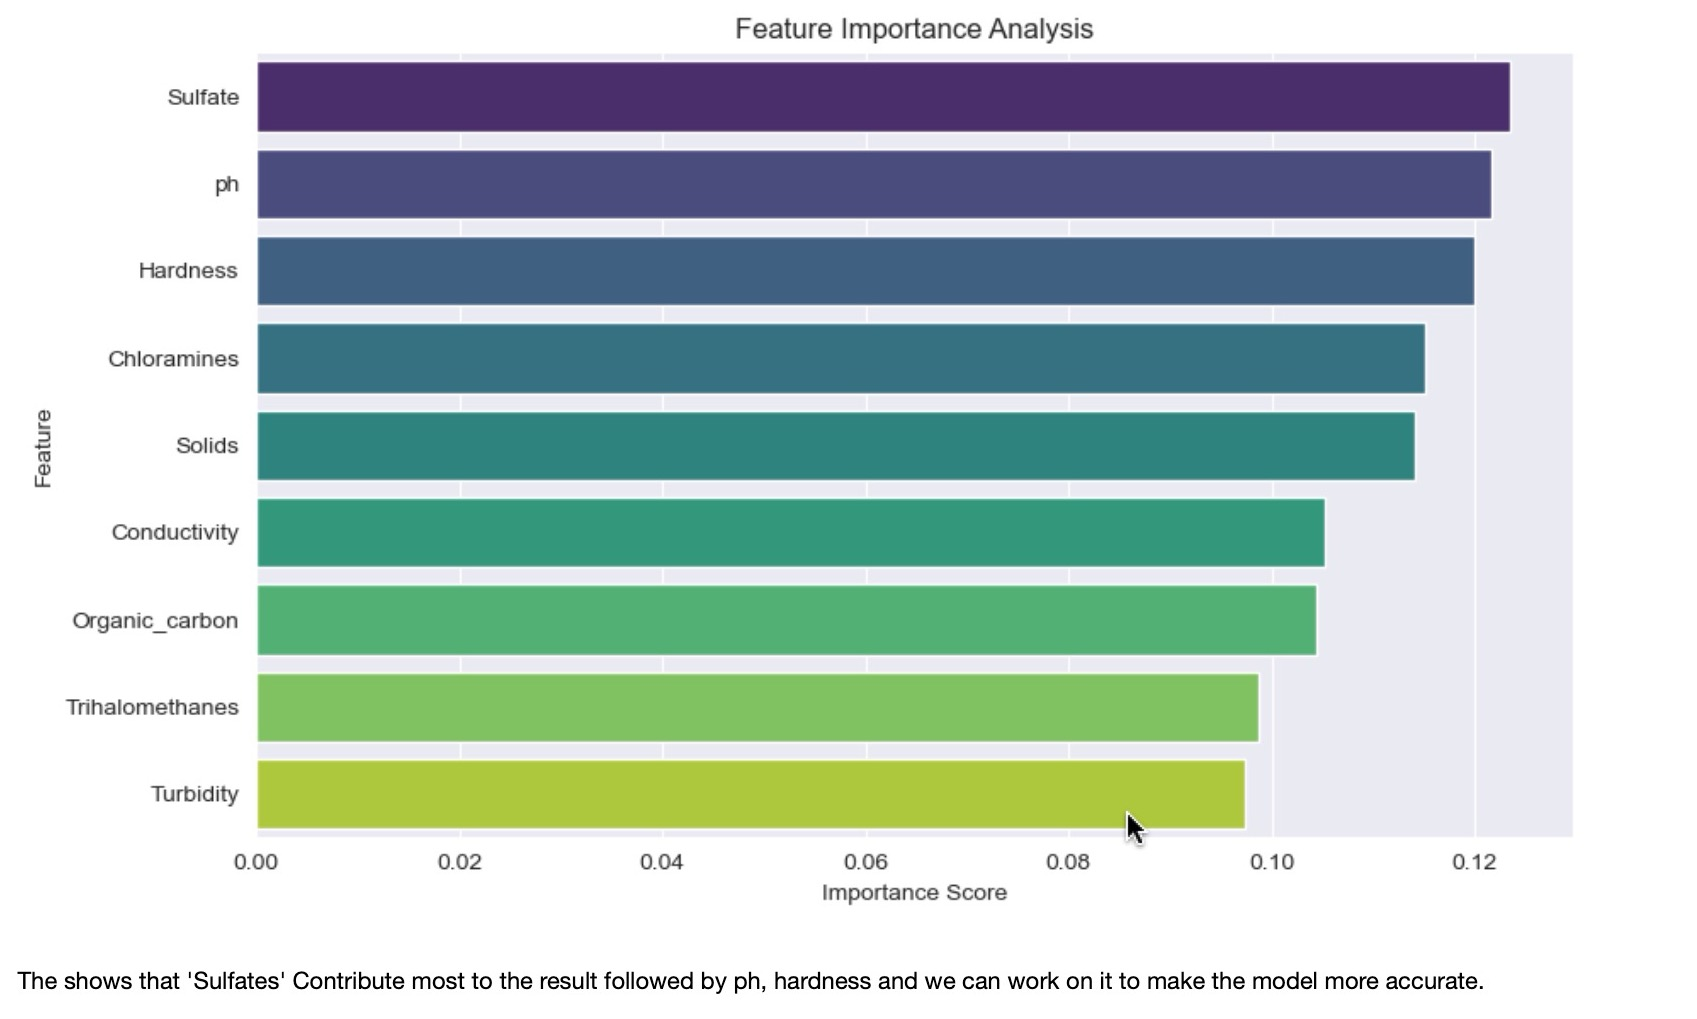 Feature Importance Analysis
Sulfate
ph
Hardness
Chloramines
Solids
Conductivity
Organic_carbon
Trihalomethanes
Turbidity
Feature
0.00 0.02 0.04 0.06 0.08 0.10 0.12
Importance Score
The shows that 'Sulfates' Contribute most to the result followed by ph, hardness and we can work on it to make the model more accurate.